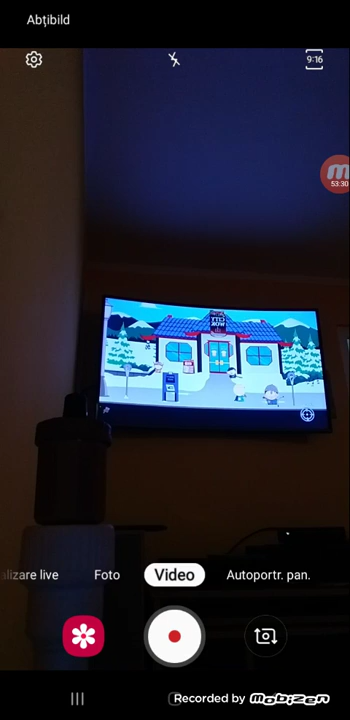 Abțibild
9:16
53:30
lizare live
Foto
Video
Autoportr. pan.
Recorded by mobizen